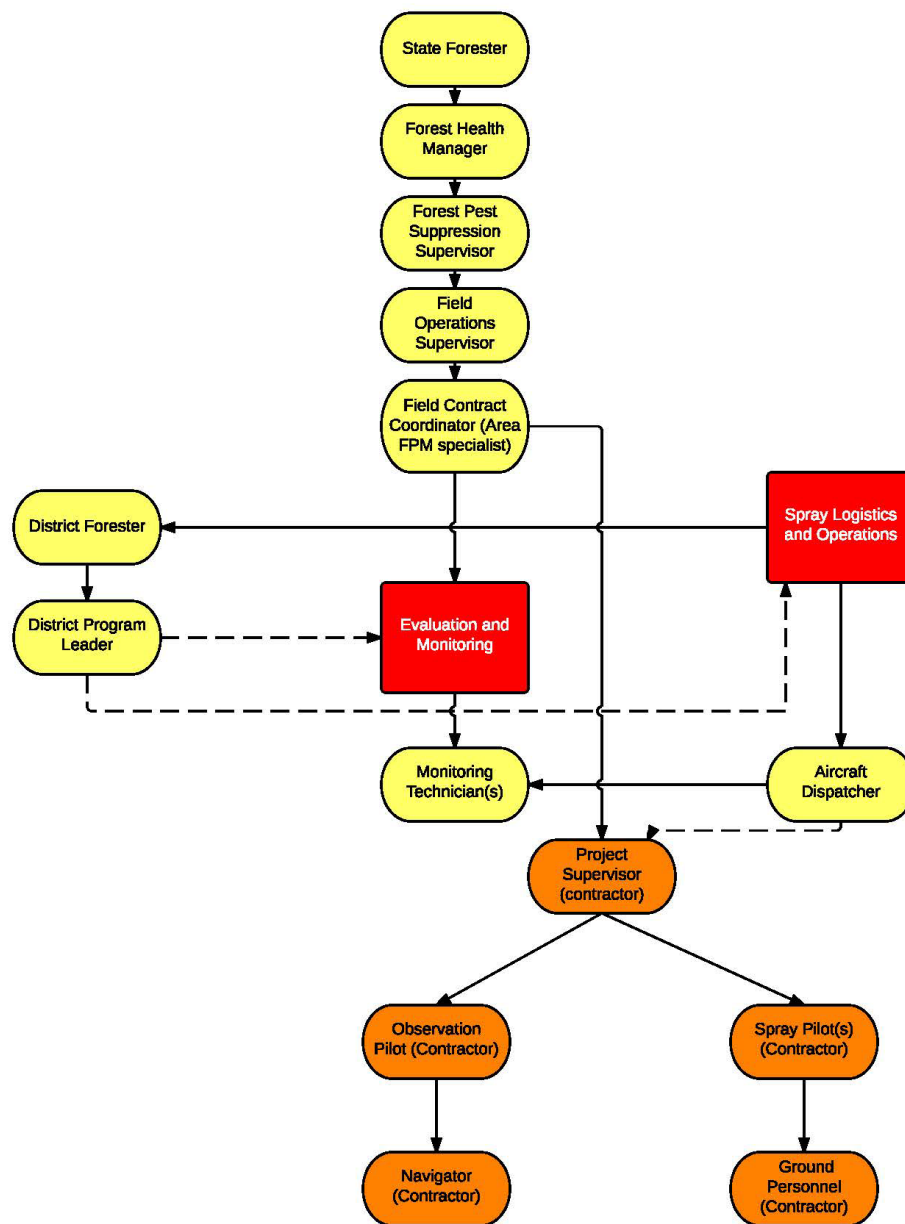 State Forester
Forest Health
Manager
Forest Pest
Suppression
Supervisor
Field
Operations
Supervisor
Field Contract
Coordinator (Area
FPM specialist)
District Forester
Spray Logistics
and Operations
District Program
Leader
Evaluation and
Monitoring
Monitoring
Technician(s)
Aircraft
Dispatcher
Project
Supervisor
(contractor)
Observation
Pilot (Contractor)
Spray Pilot(s)
(Contractor)
Navigator
(Contractor)
Ground
Personnel
(Contractor)